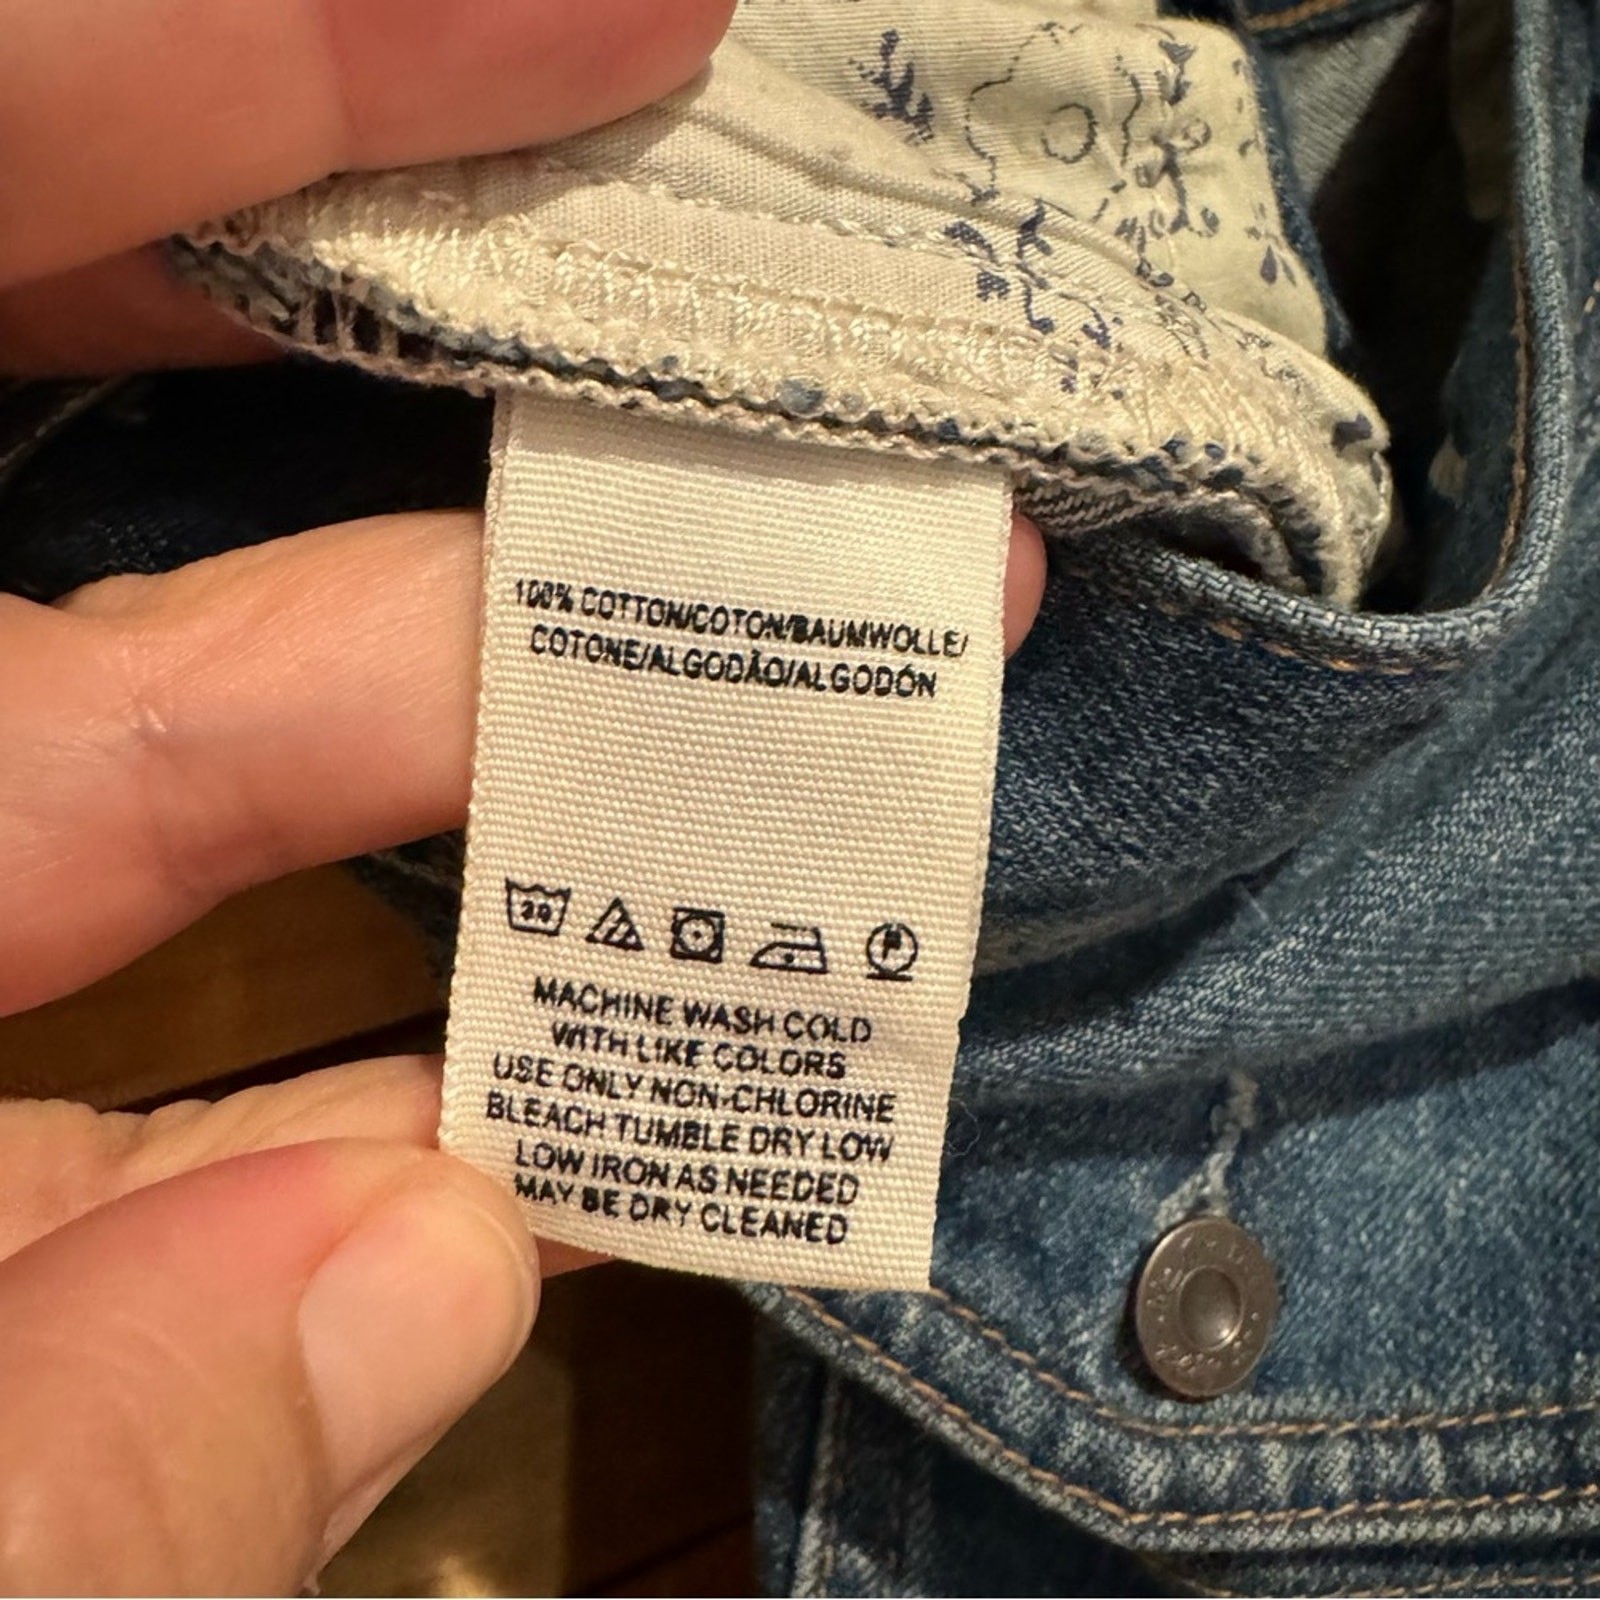 100% COTTON/COTON/BAUMWOLLE/
COTONE/ALGODÃO/ALGODÓN
30
P
MACHINE WASH COLD
WITH LIKE COLORS
USE ONLY NON-CHLORINE
BLEACH TUMBLE DRY LOW
LOW IRON AS NEEDED
MAY BE DRY CLEANED